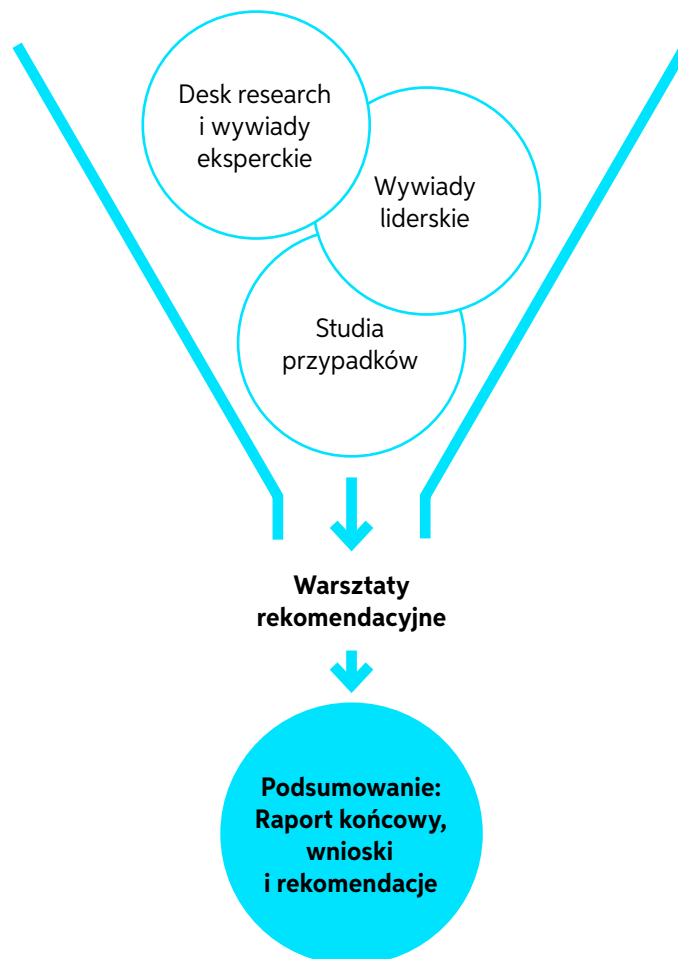 Desk research
i wywiady
eksperckie
Wywiady
liderskie
Studia
przypadków
Warsztaty
rekomendacyjne
Podsumowanie:
Raport końcowy,
wnioski
i rekomendacje